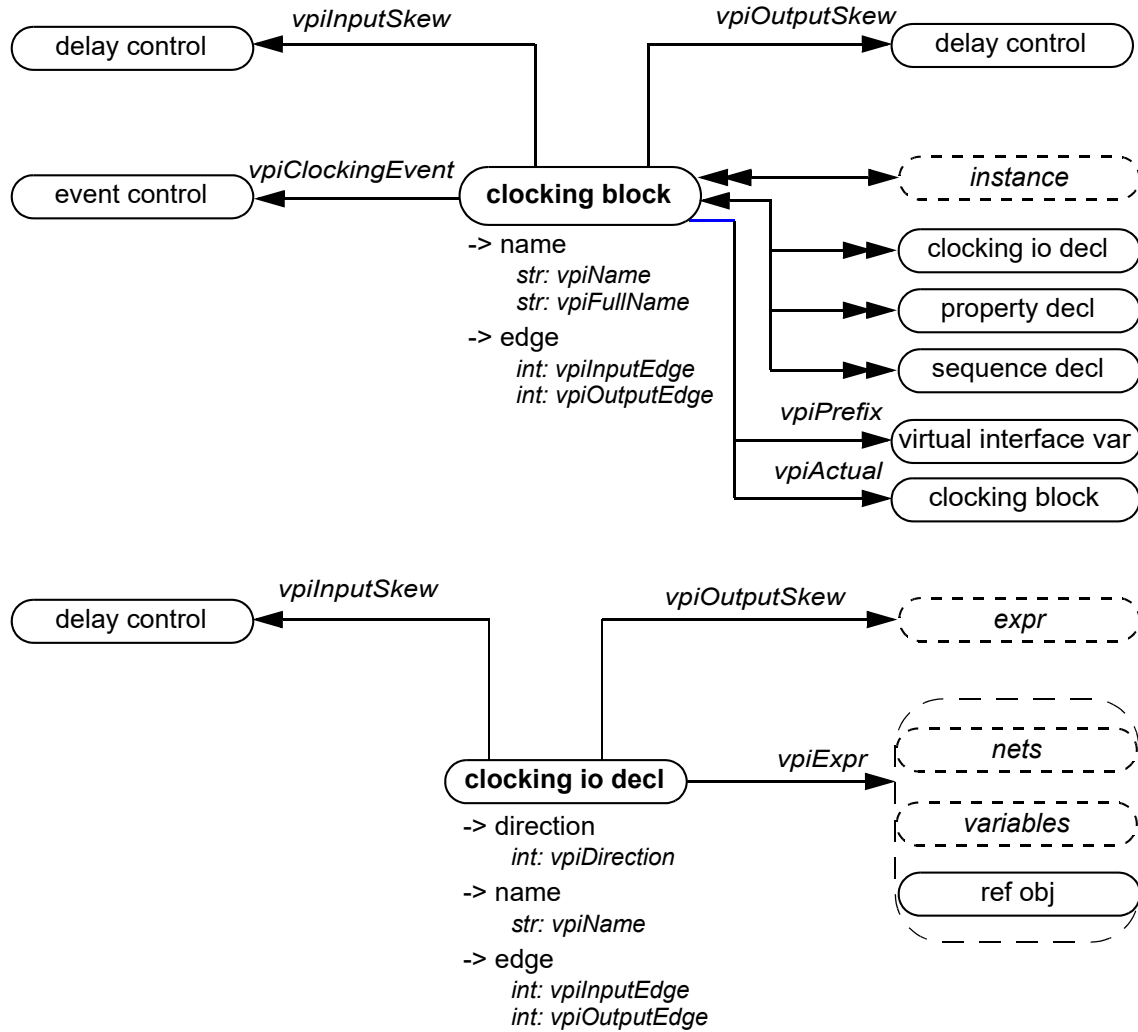 vpiInputSkew
vpiOutputSkew
delay control
delay control
vpiClockingEvent
event control
clocking block
instance
-> name
str: vpiName
str: vpiFullName
-> edge
int: vpiInputEdge
int: vpiOutputEdge
clocking io decl
property decl
sequence decl
vpiPrefix
virtual interface var
vpiActual
clocking block
vpiInputSkew
vpiOutputSkew
delay control
expr
clocking io decl
vpiExpr
nets
variables
ref obj
-> direction
int: vpiDirection
-> name
str: vpiName
-> edge
int: vpiInputEdge
int: vpiOutputEdge